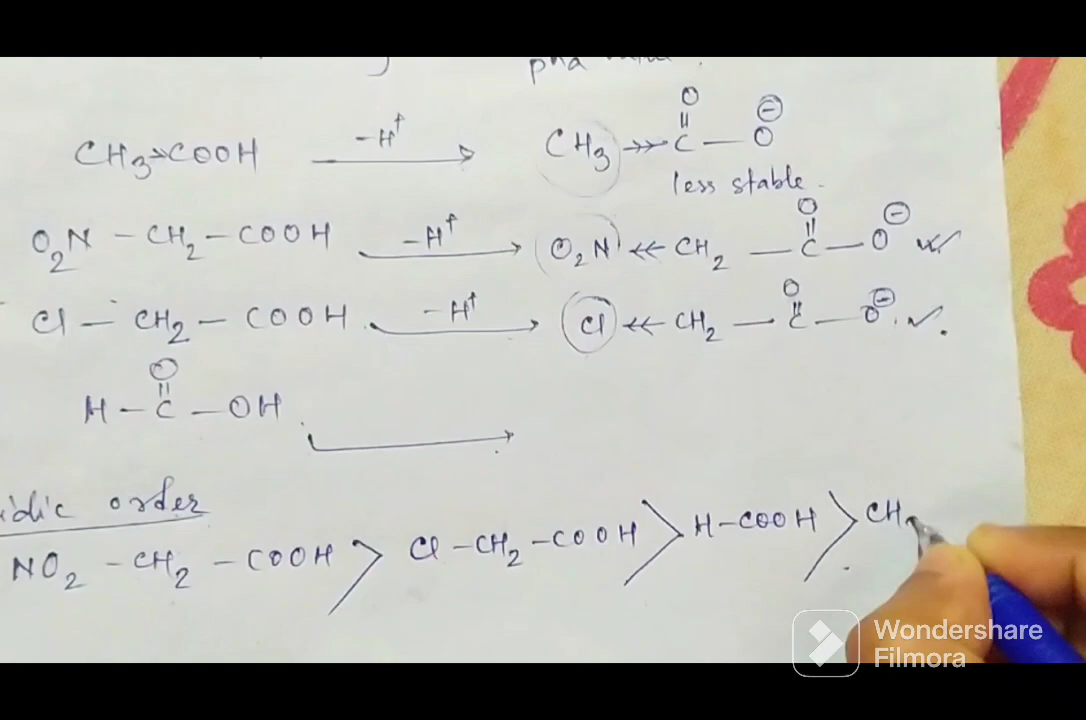 CH3 COOH —H+ CH3 C — O ⊖
O
less stable.
O2N – CH2 – COOH –H+ O2N CH2 — C — O ⊖
O
Cl – CH2 – COOH –H+ Cl CH2 — C — O ⊖
O
O
H – C – OH
idic order
NO2 – CH2 – COOH > Cl – CH2 – COOH > H – COOH > CH
Wondershare
Filmora